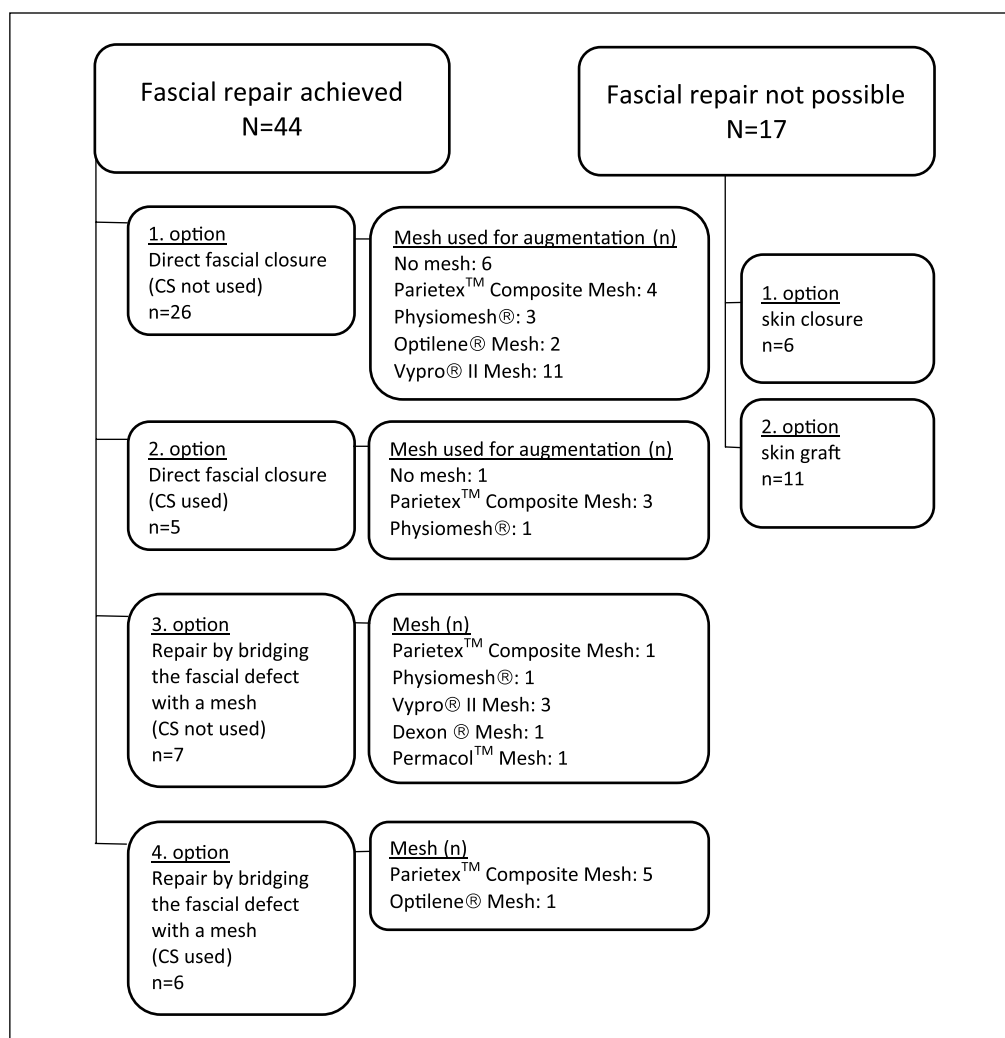 Fascial repair achieved
N=44
Fascial repair not possible
N=17
1. option
Direct fascial closure
(CS not used)
n=26
Mesh used for augmentation (n)
No mesh: 6
Parietex™ Composite Mesh: 4
Physiomesh®: 3
Optilene® Mesh: 2
Vypro® II Mesh: 11
1. option
skin closure
n=6
2. option
Direct fascial closure
(CS used)
n=5
Mesh used for augmentation (n)
No mesh: 1
Parietex™ Composite Mesh: 3
Physiomesh®: 1
2. option
skin graft
n=11
3. option
Repair by bridging
the fascial defect
with a mesh
(CS not used)
n=7
Mesh (n)
Parietex™ Composite Mesh: 1
Physiomesh®: 1
Vypro® II Mesh: 3
Dexon ® Mesh: 1
Permacol™ Mesh: 1
4. option
Repair by bridging
the fascial defect
with a mesh
(CS used)
n=6
Mesh (n)
Parietex™ Composite Mesh: 5
Optilene® Mesh: 1